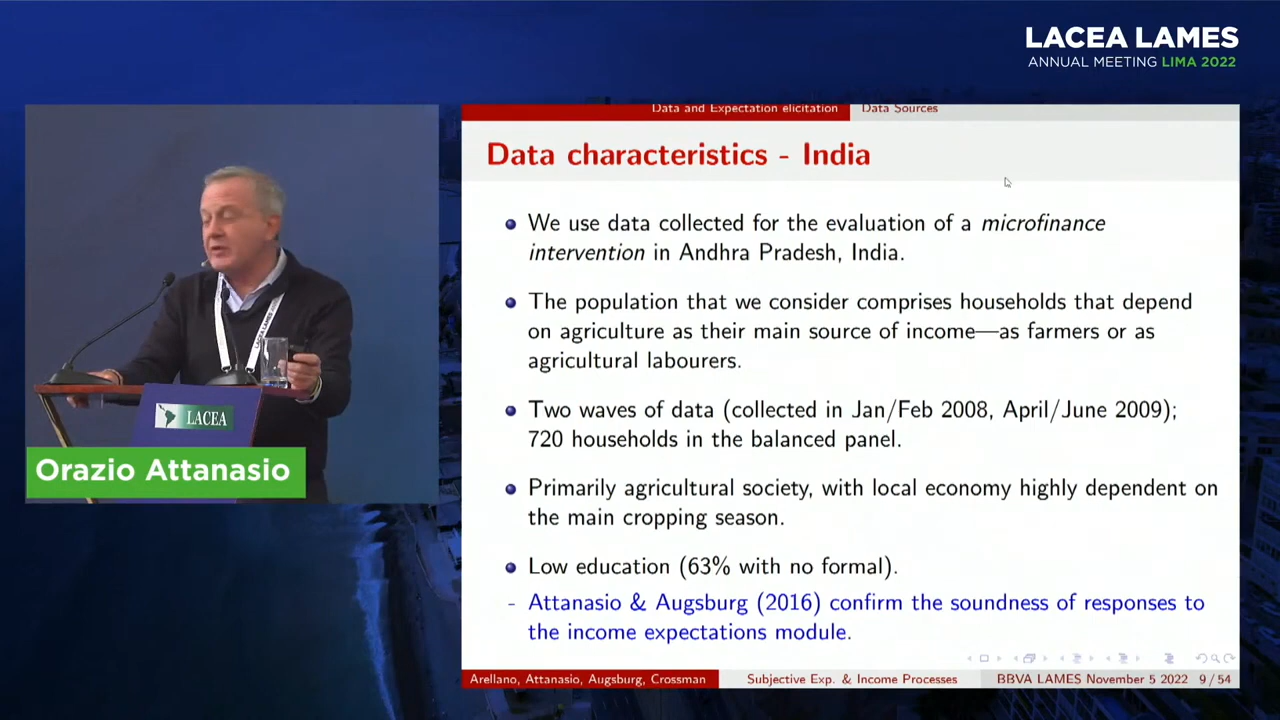 LACEA LAMES
ANNUAL MEETING LIMA 2022
Data and Expectation elicitation
Data Sources
Data characteristics - India
We use data collected for the evaluation of a microfinance
intervention in Andhra Pradesh, India.
The population that we consider comprises households that depend
on agriculture as their main source of income—as farmers or as
agricultural labourers.
Two waves of data (collected in Jan/Feb 2008, April/June 2009);
720 households in the balanced panel.
Primarily agricultural society, with local economy highly dependent on
the main cropping season.
Low education (63% with no formal).
- Attanasio & Augsburg (2016) confirm the soundness of responses to
the income expectations module.
Arellano, Attanasio, Augsburg, Crossman
Subjective Exp. & Income Processes
BBVA LAMES November 5 2022
9 / 54
LACEA LAMES
LACEA
Orazio Attanasio